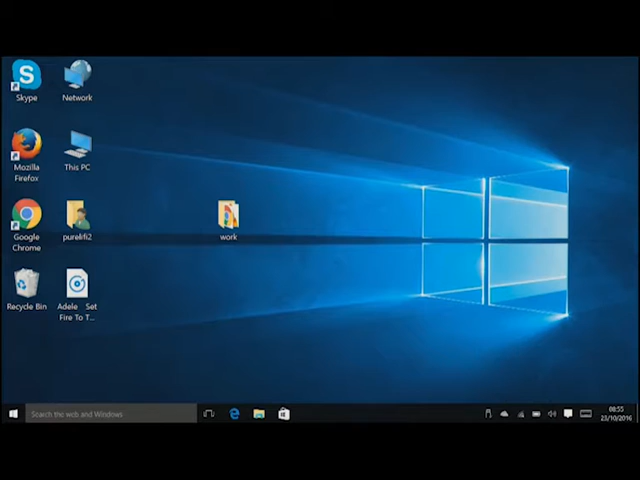 Skype
Network
Mozilla
Firefox
This PC
Google
Chrome
purelifi2
work
Recycle Bin
Adele Set
Fire To T...
Search the web and Windows
08:55
23/10/2016